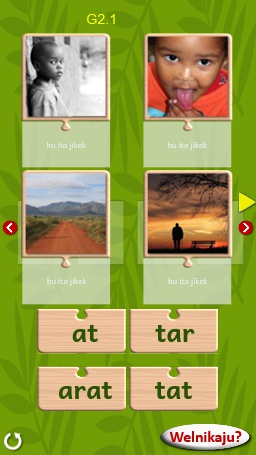 G2.1
bu ita jikek
bu ita jikek
bu ita jikek
bu ita jikek
at
tar
arat
tat
Welnikaju?